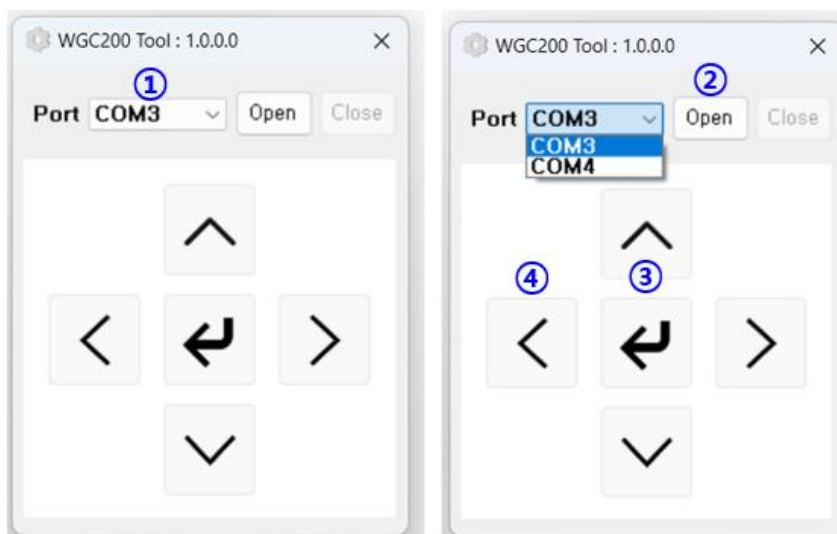 WGC200 Tool : 1.0.0.0
①
Port COM3 Open Close
WGC200 Tool : 1.0.0.0
②
Port COM3 Open Close
COM3
COM4
④ ③